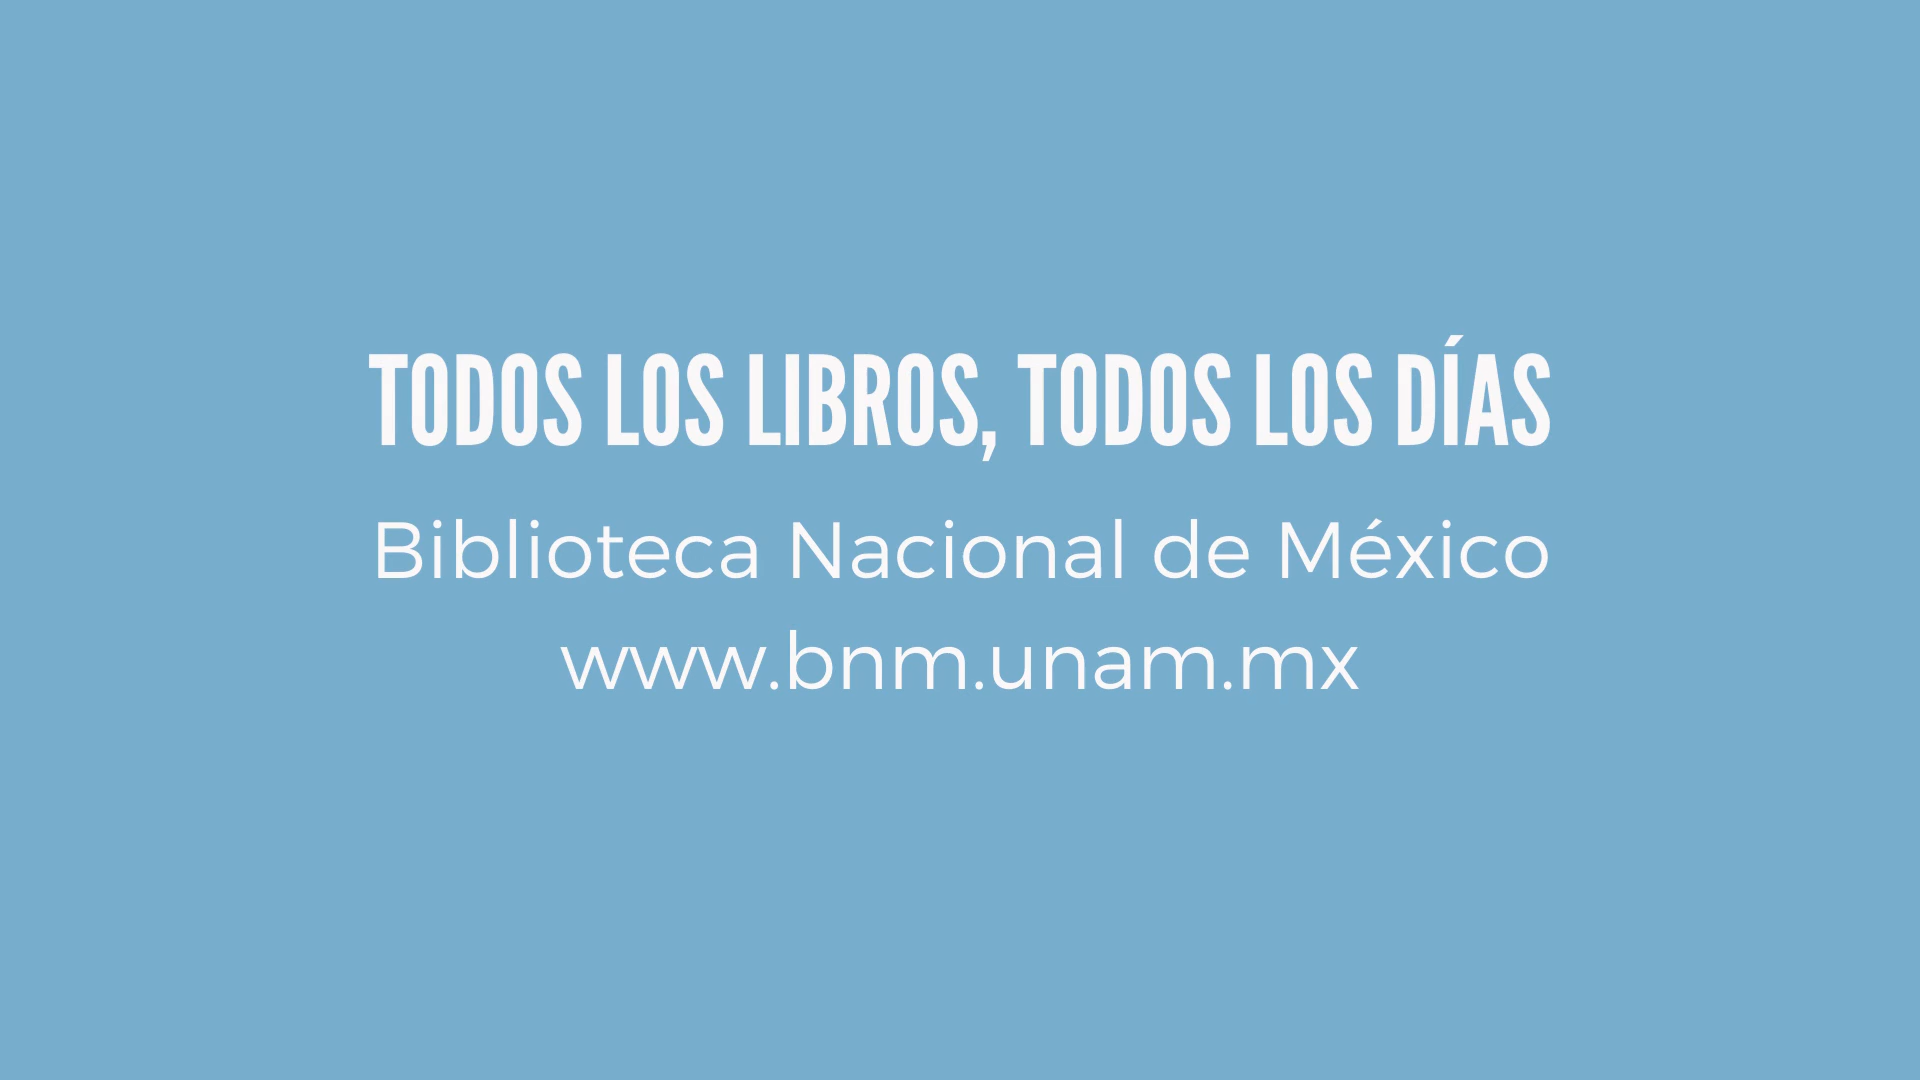 TODOS LOS LIBROS, TODOS LOS DÍAS
Biblioteca Nacional de México
www.bnm.unam.mx